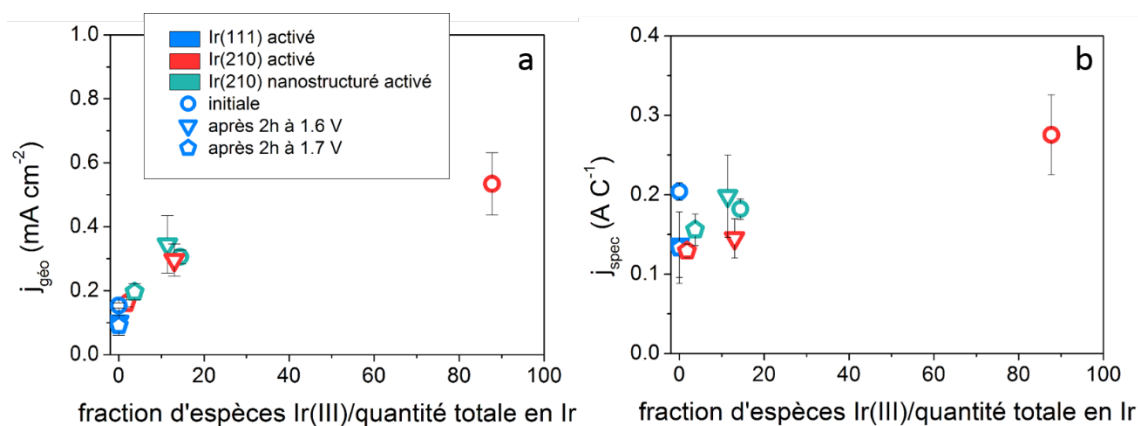 a
1.0
0.8
0.6
0.4
0.2
0.0
j_géo (mA cm⁻²)
0 20 40 60 80 100
fraction d'espèces Ir(III)/quantité totale en Ir
Ir(111) activé
Ir(210) activé
Ir(210) nanostructuré activé
initiale
après 2h à 1.6 V
après 2h à 1.7 V
b
0.4
0.3
0.2
0.1
0.0
j_spec (A C⁻¹)
0 20 40 60 80 100
fraction d'espèces Ir(III)/quantité totale en Ir